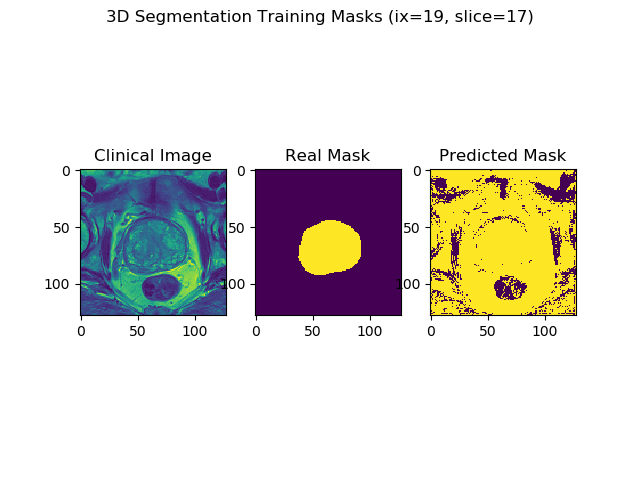 3D Segmentation Training Masks (ix=19, slice=17)
Clinical Image Real Mask Predicted Mask
0 0 0
50 50 50
100 100 100
0 50 100 0 50 100 0 50 100